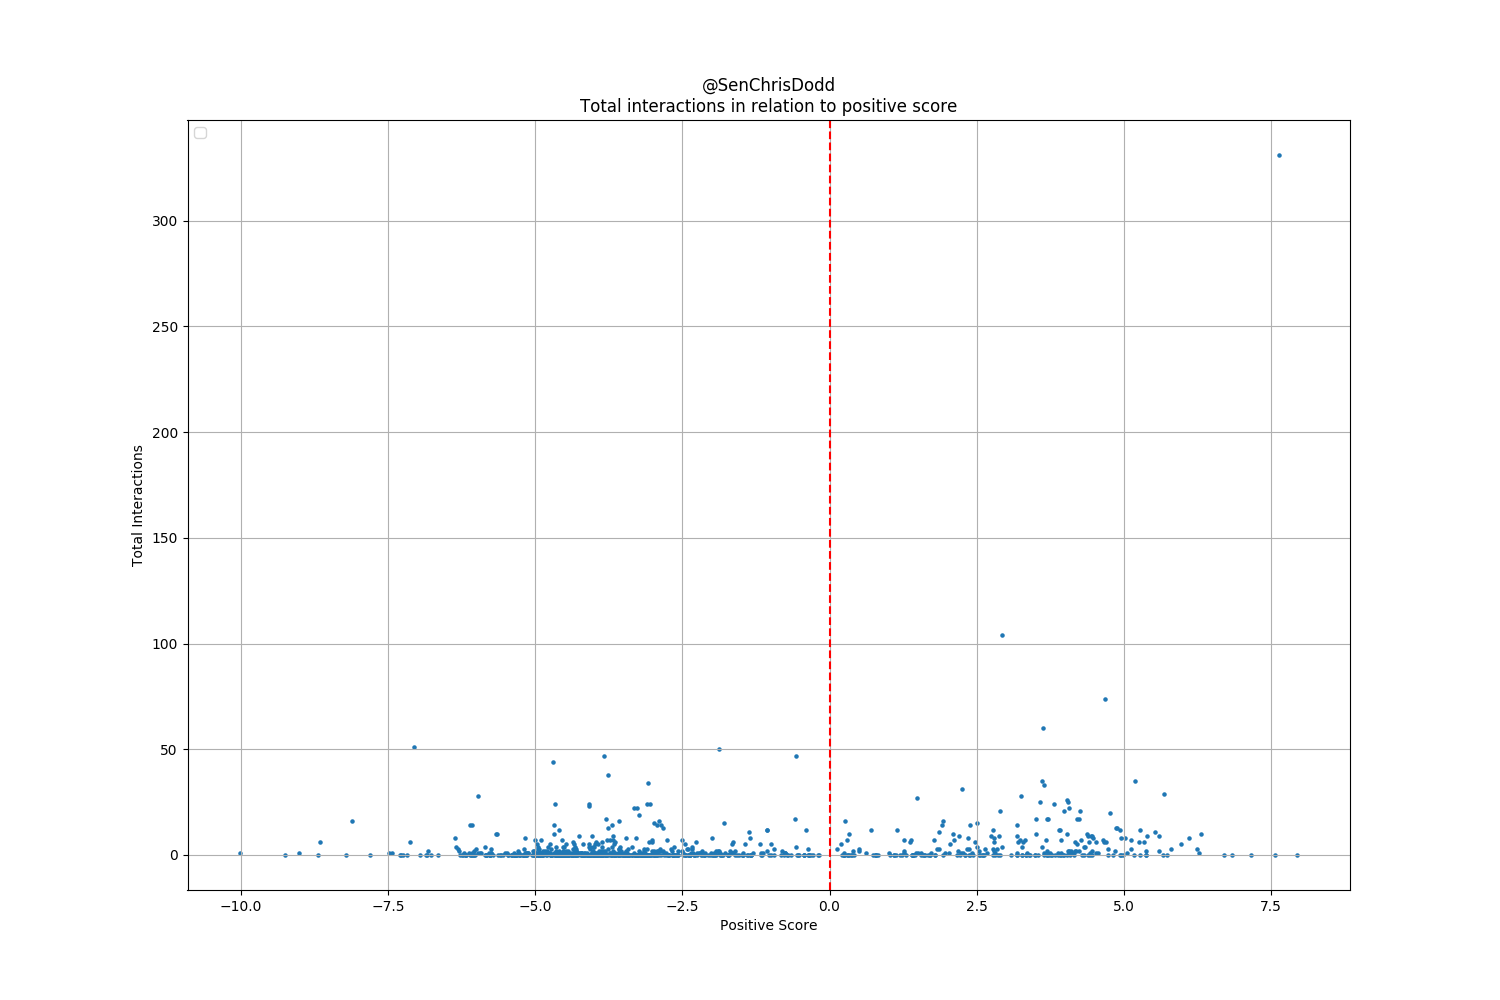 @SenChrisDodd
Total interactions in relation to positive score
300
250
200
150
100
50
0
Total Interactions
−10.0 −7.5 −5.0 −2.5 0.0 2.5 5.0 7.5
Positive Score